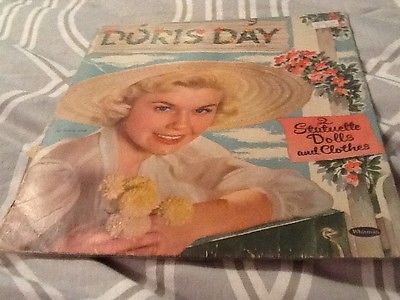 DORIS DAY
2
Statuette
Dolls
and Clothes
Whitman